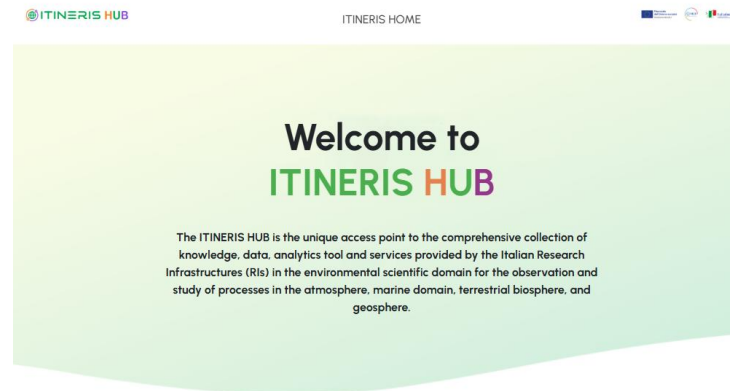 ITINERIS HUB
ITINERIS HOME
Welcome to
ITINERIS HUB
The ITINERIS HUB is the unique access point to the comprehensive collection of
knowledge, data, analytics tool and services provided by the Italian Research
Infrastructures (RIs) in the environmental scientific domain for the observation and
study of processes in the atmosphere, marine domain, terrestrial biosphere, and
geosphere.